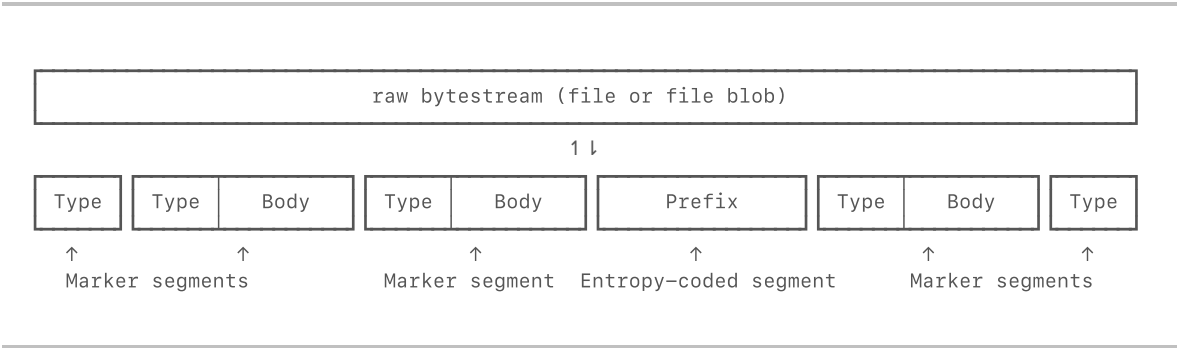 raw bytestream (file or file blob)
↿⇂
Type Type Body Type Body Prefix Type Body Type
↑ ↑ ↑ ↑ ↑ ↑
Marker segments Marker segment Entropy-coded segment Marker segments